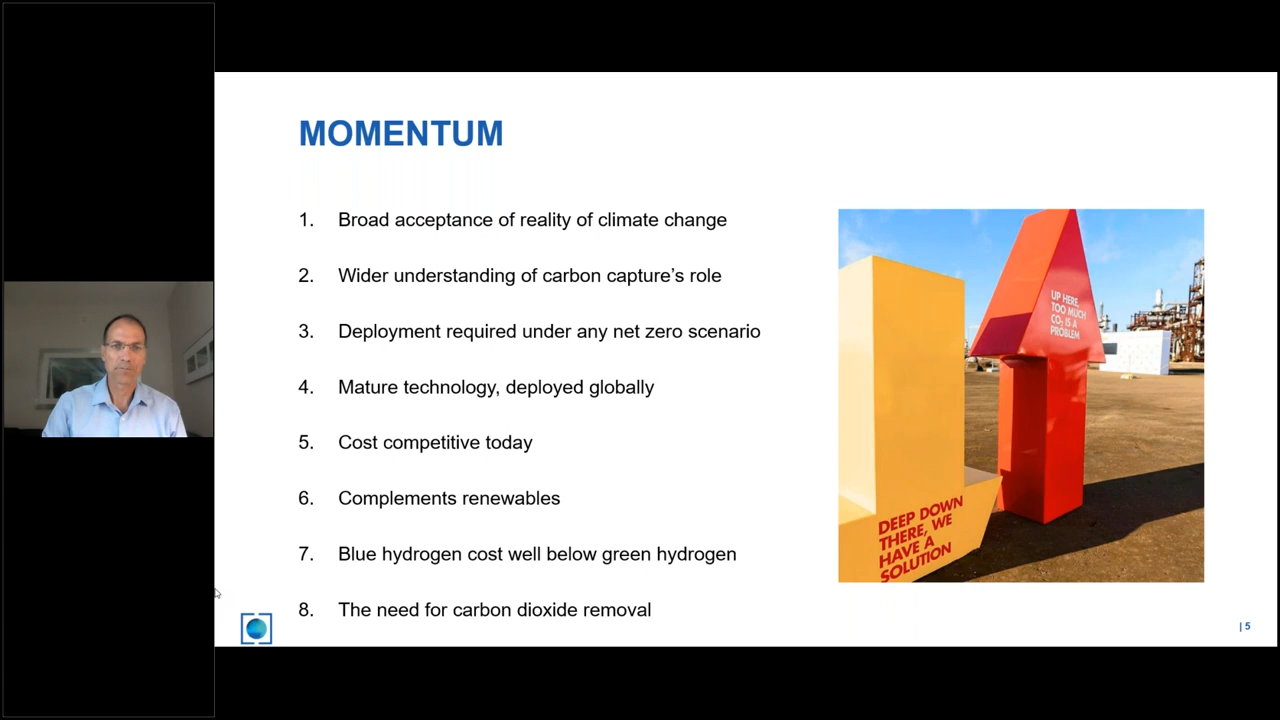 MOMENTUM
1. Broad acceptance of reality of climate change
2. Wider understanding of carbon capture’s role
3. Deployment required under any net zero scenario
4. Mature technology, deployed globally
5. Cost competitive today
6. Complements renewables
7. Blue hydrogen cost well below green hydrogen
8. The need for carbon dioxide removal
UP HERE,
TOO MUCH
CO₂ IS A
PROBLEM
DEEP DOWN
THERE, WE
HAVE A
SOLUTION
| 5